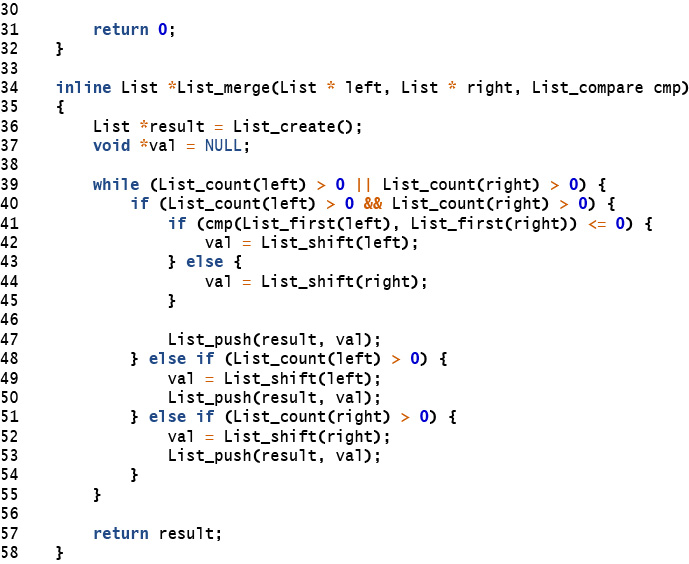 30
31        return 0;
32    }
33
34    inline List *List_merge(List * left, List * right, List_compare cmp)
35    {
36        List *result = List_create();
37        void *val = NULL;
38
39        while (List_count(left) > 0 || List_count(right) > 0) {
40            if (List_count(left) > 0 && List_count(right) > 0) {
41                if (cmp(List_first(left), List_first(right)) <= 0) {
42                    val = List_shift(left);
43                } else {
44                    val = List_shift(right);
45                }
46
47                List_push(result, val);
48            } else if (List_count(left) > 0) {
49                val = List_shift(left);
50                List_push(result, val);
51            } else if (List_count(right) > 0) {
52                val = List_shift(right);
53                List_push(result, val);
54            }
55        }
56
57        return result;
58    }